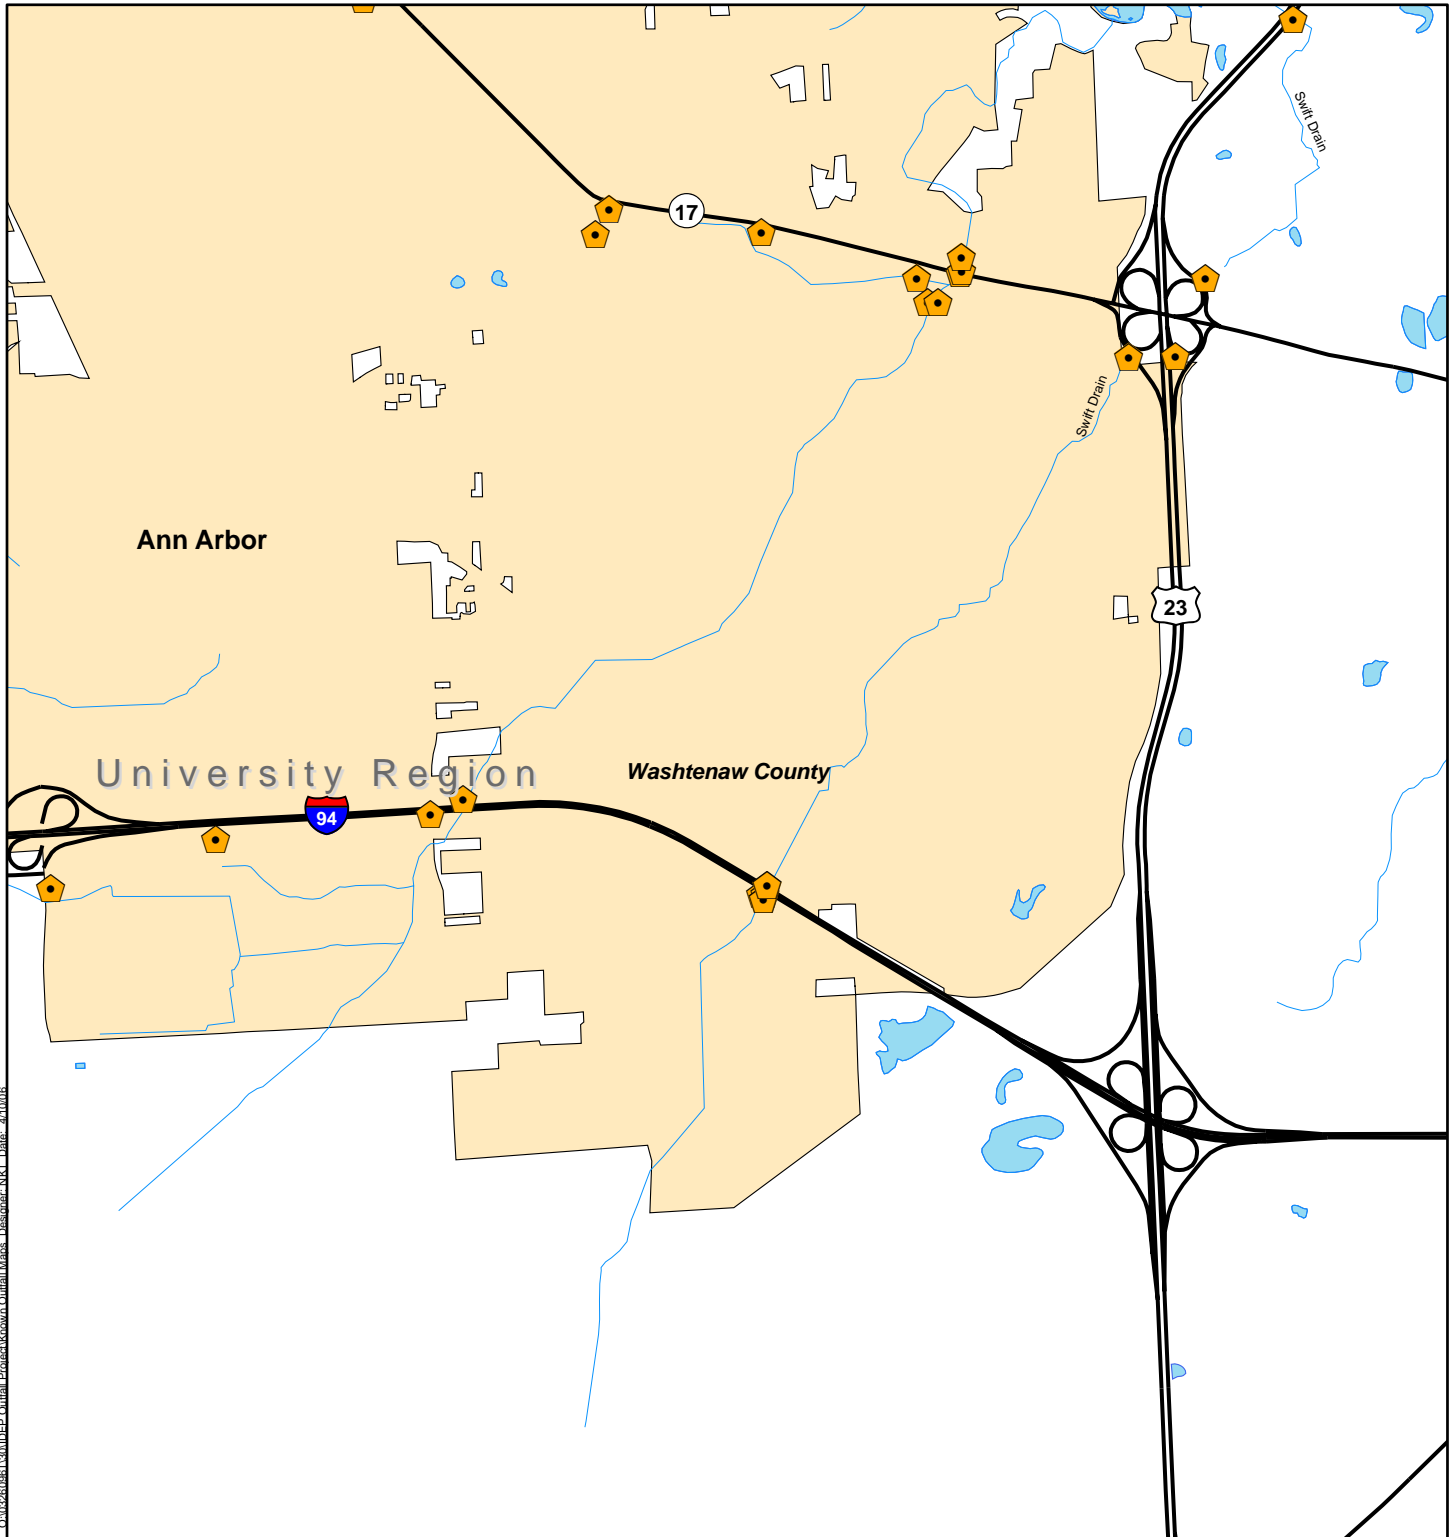 Swift Drain
17
Swift Drain
Ann Arbor
23
University Region
Washtenaw County
94